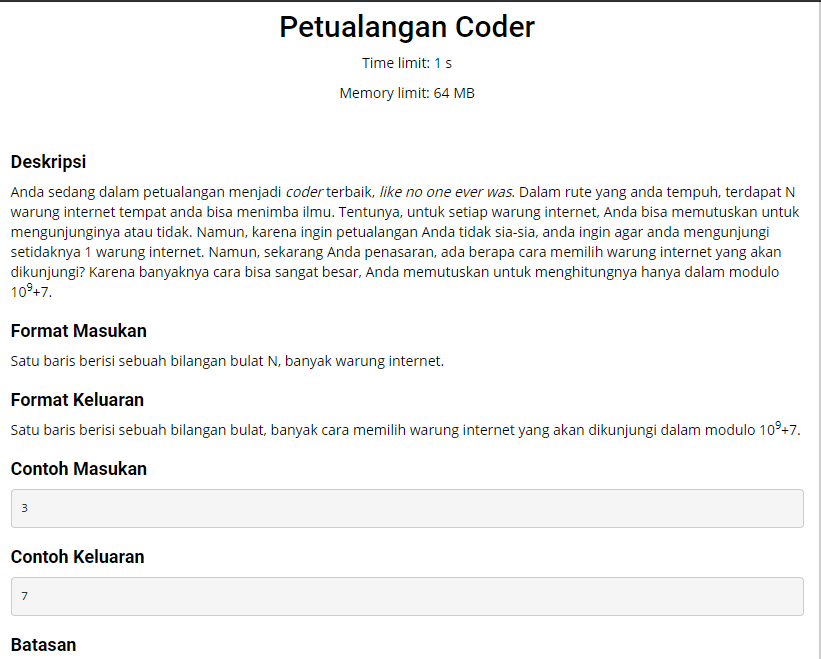 Petualangan Coder
Time limit: 1 s
Memory limit: 64 MB
Deskripsi
Anda sedang dalam petualangan menjadi coder terbaik, like no one ever was. Dalam rute yang anda tempuh, terdapat N
warung internet tempat anda bisa menimba ilmu. Tentunya, untuk setiap warung internet, Anda bisa memutuskan untuk
mengunjunginya atau tidak. Namun, karena ingin petualangan Anda tidak sia-sia, anda ingin agar anda mengunjungi
setidaknya 1 warung internet. Namun, sekarang Anda penasaran, ada berapa cara memilih warung internet yang akan
dikunjungi? Karena banyaknya cara bisa sangat besar, Anda memutuskan untuk menghitungnya hanya dalam modulo
10⁹+7.
Format Masukan
Satu baris berisi sebuah bilangan bulat N, banyak warung internet.
Format Keluaran
Satu baris berisi sebuah bilangan bulat, banyak cara memilih warung internet yang akan dikunjungi dalam modulo 10⁹+7.
Contoh Masukan
3
Contoh Keluaran
7
Batasan